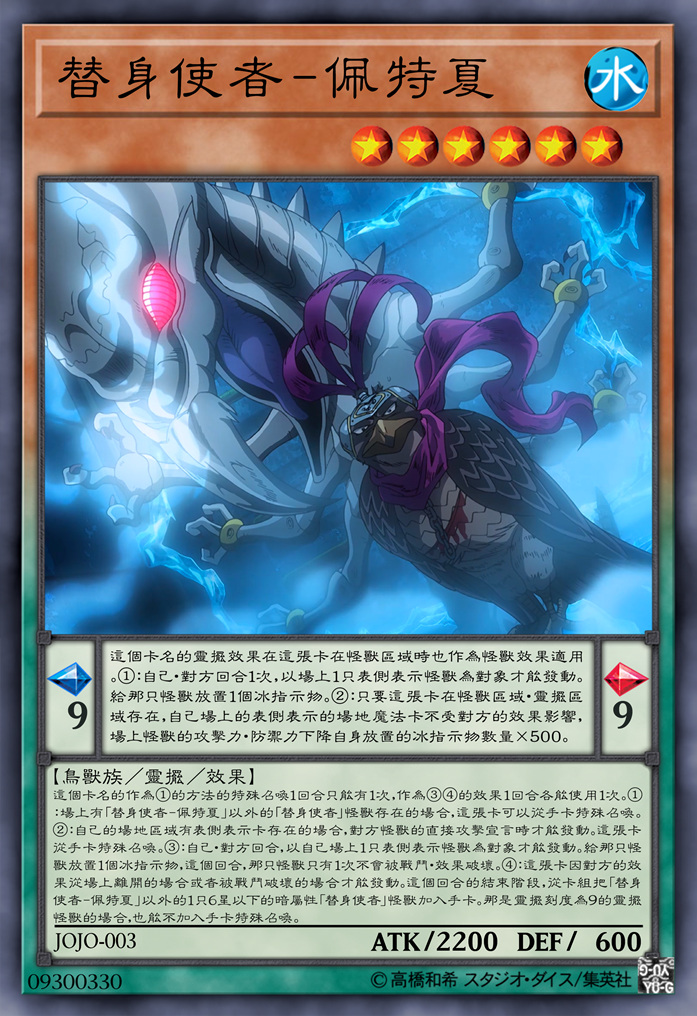 替身使者-佩特夏
水
這個卡名的靈擺效果在這張卡在怪獸區域時也作為怪獸效果適用
。①:自己・對方回合1次,以場上1只表側表示怪獸為對象才能發動。
給那只怪獸放置1個冰指示物。②:只要這張卡在怪獸區域・靈擺區
域存在,自己場上的表側表示的場地魔法卡不受對方的效果影響,
場上怪獸的攻擊力・防禦力下降自身放置的冰指示物數量×500。
9
9
【鳥獸族／靈擺／效果】
這個卡名的作為①的方法的特殊召喚1回合只能有1次,作為③④的效果1回合各能使用1次。①
:場上有「替身使者-佩特夏」以外的「替身使者」怪獸存在的場合,這張卡可以從手卡特殊召喚。
②:自己的場地區域有表側表示卡存在的場合,對方怪獸的直接攻擊宣言時才能發動。這張卡
從手卡特殊召喚。③:自己・對方回合,以自己場上1只表側表示怪獸為對象才能發動。給那只怪
獸放置1個冰指示物,這個回合,那只怪獸只有1次不會被戰鬥・效果破壞。④:這張卡因對方的效
果從場上離開的場合或者被戰鬥破壞的場合才能發動。這個回合的結束階段,從卡組把「替身
使者-佩特夏」以外的1只6星以下的暗屬性「替身使者」怪獸加入手卡。那是靈擺刻度為9的靈擺
怪獸的場合,也能不加入手卡特殊召喚。
JOJO-003
ATK/2200 DEF/ 600
09300330
©高橋和希 スタジオ・ダイス/集英社